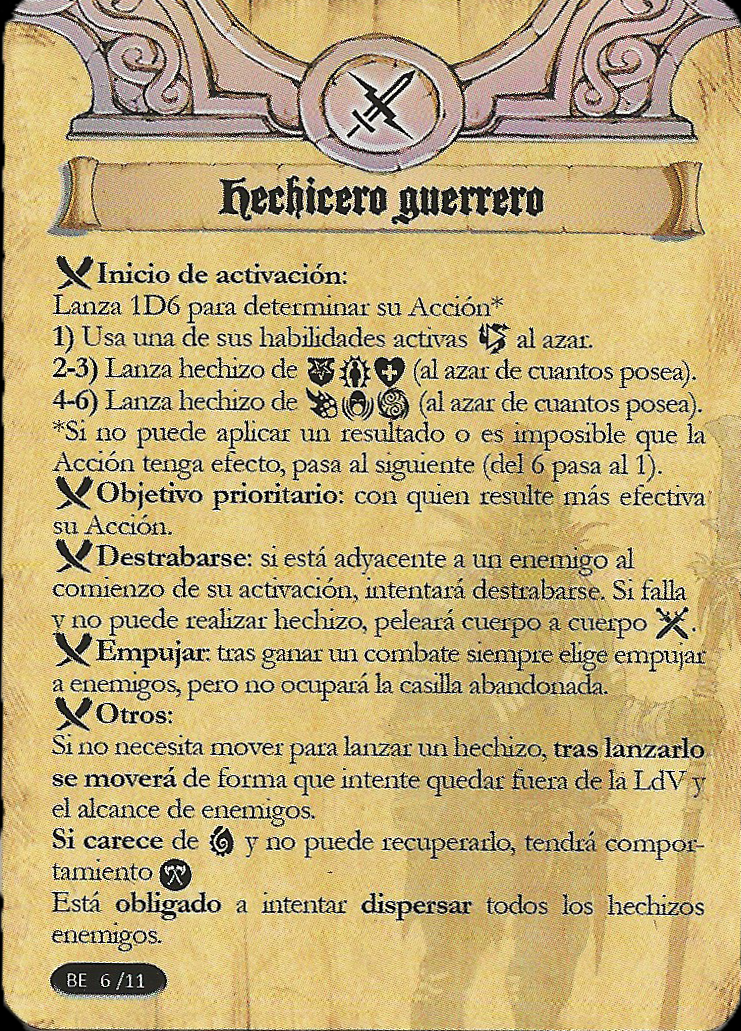 Hechicero guerrero
Inicio de activación:
Lanza 1D6 para determinar su Acción*
1) Usa una de sus habilidades activas al azar.
2-3) Lanza hechizo de (al azar de cuantos posea).
4-6) Lanza hechizo de (al azar de cuantos posea).
*Si no puede aplicar un resultado o es imposible que la
Acción tenga efecto, pasa al siguiente (del 6 pasa al 1).
Objetivo prioritario: con quien resulte más efectiva
su Acción.
Destrabarse: si está adyacente a un enemigo al
comienzo de su activación, intentará destrabarse. Si falla
y no puede realizar hechizo, peleará cuerpo a cuerpo .
Empujar: tras ganar un combate siempre elige empujar
a enemigos, pero no ocupará la casilla abandonada.
Otros:
Si no necesita mover para lanzar un hechizo, tras lanzarlo
se moverá de forma que intente quedar fuera de la LdV y
el alcance de enemigos.
Si carece de y no puede recuperarlo, tendrá compor-
tamiento
Está obligado a intentar dispersar todos los hechizos
enemigos.
BE 6 /11